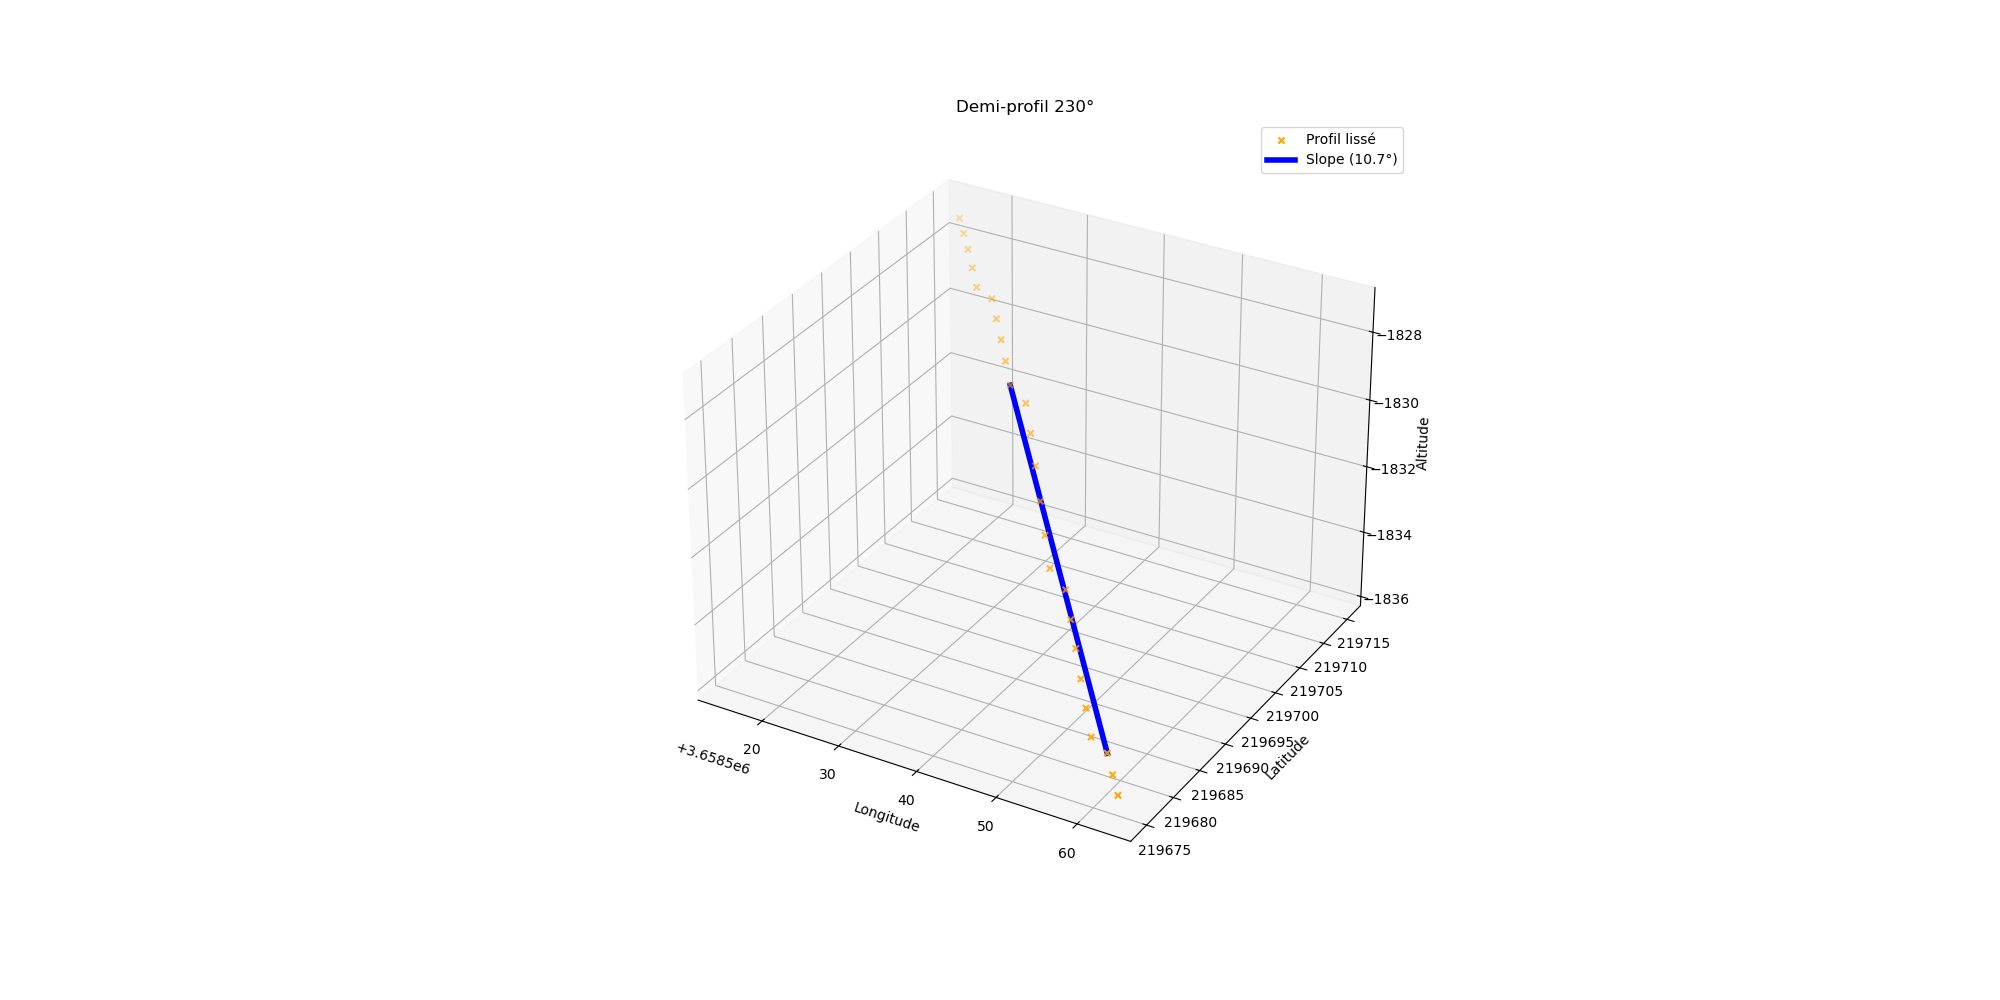 Demi-profil 230°
Profil lissé
Slope (10.7°)
−1828
−1830
−1832
−1834
−1836
Altitude
219715
219710
219705
219700
219695
219690
219685
219680
219675
Latitude
20
30
40
50
60
+3.6585e6
Longitude